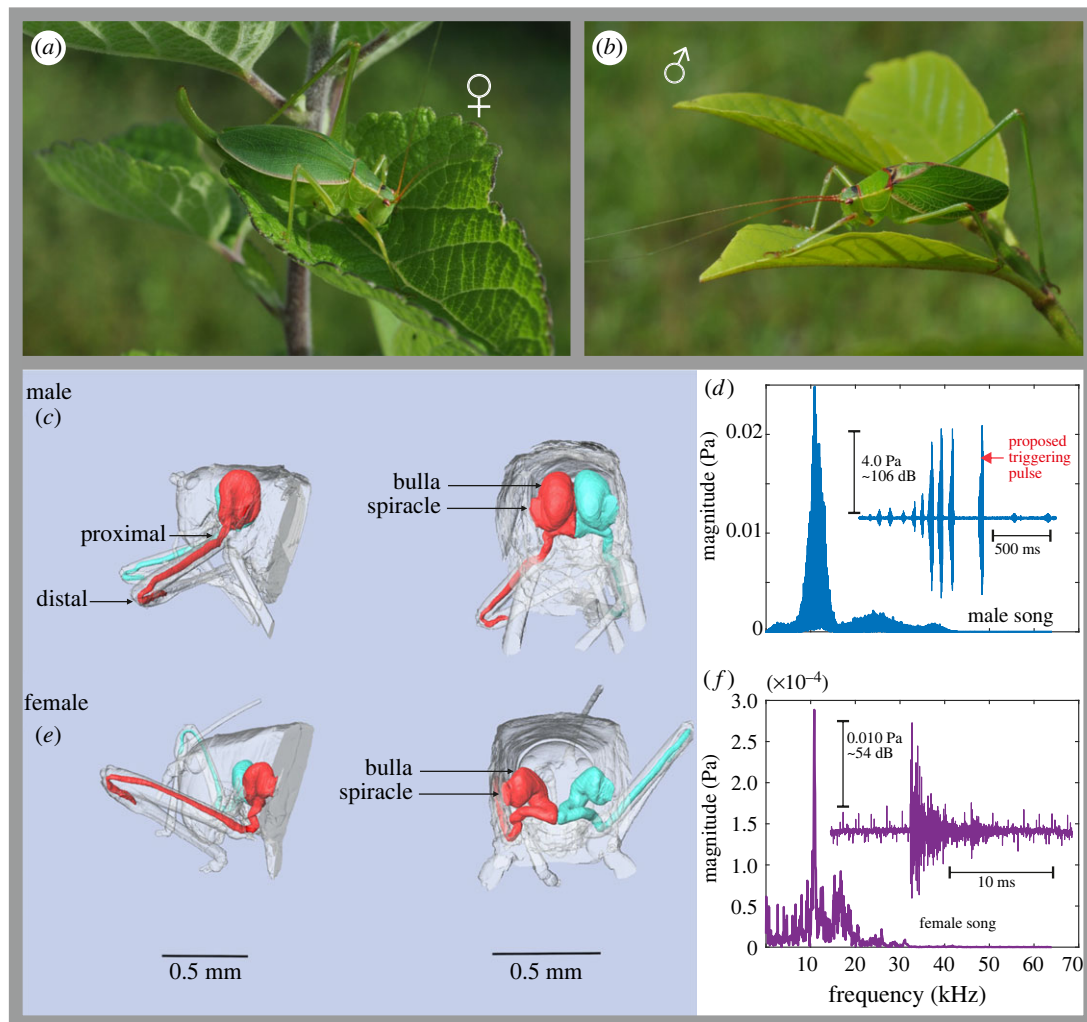 (a)
♀
(b)
♂
male
(c)
proximal
distal
bulla
spiracle
female
(e)
bulla
spiracle
0.5 mm
0.5 mm
(d)
magnitude (Pa)
0.02
0.01
0
4.0 Pa
~106 dB
proposed
triggering
pulse
500 ms
male song
(f)
(×10⁻⁴)
magnitude (Pa)
3.0
2.5
2.0
1.4
1.0
0.5
0
0.010 Pa
~54 dB
10 ms
female song
10 20 30 40 50 60 70
frequency (kHz)